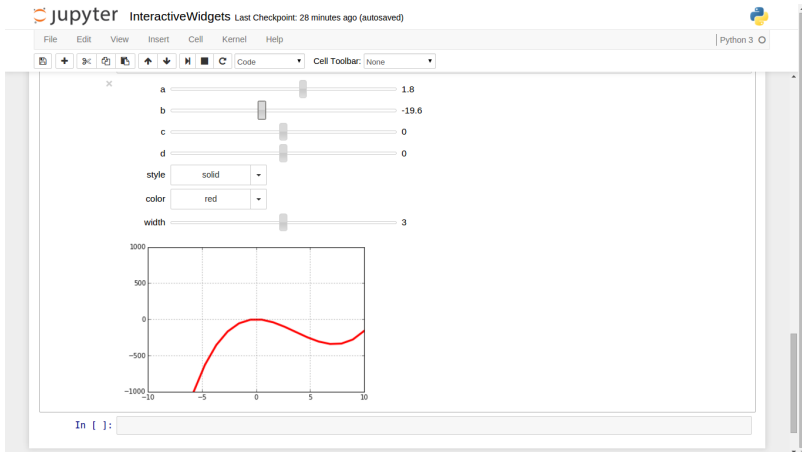 jupyter InteractiveWidgets Last Checkpoint: 28 minutes ago (autosaved)
File Edit View Insert Cell Kernel Help Python 3
Code Cell Toolbar: None
a 1.8
b -19.6
c 0
d 0
style solid
color red
width 3
1000
500
0
−500
−1000
−10 −5 0 5 10
In [ ]: